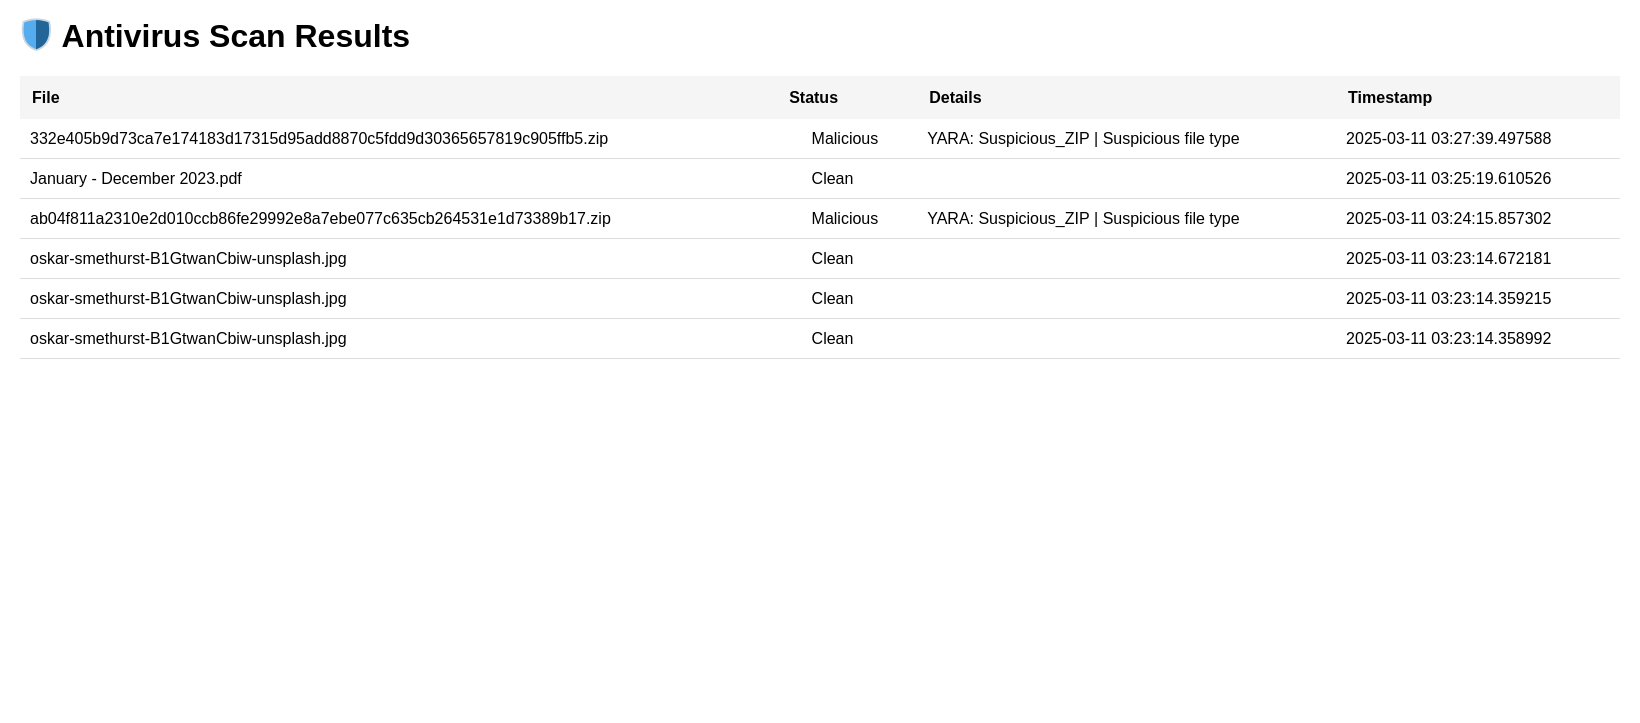 Antivirus Scan Results
File Status Details Timestamp
332e405b9d73ca7e174183d17315d95add8870c5fdd9d30365657819c905ffb5.zip Malicious YARA: Suspicious_ZIP | Suspicious file type 2025-03-11 03:27:39.497588
January - December 2023.pdf Clean 2025-03-11 03:25:19.610526
ab04f811a2310e2d010ccb86fe29992e8a7ebe077c635cb264531e1d73389b17.zip Malicious YARA: Suspicious_ZIP | Suspicious file type 2025-03-11 03:24:15.857302
oskar-smethurst-B1GtwanCbiw-unsplash.jpg Clean 2025-03-11 03:23:14.672181
oskar-smethurst-B1GtwanCbiw-unsplash.jpg Clean 2025-03-11 03:23:14.359215
oskar-smethurst-B1GtwanCbiw-unsplash.jpg Clean 2025-03-11 03:23:14.358992